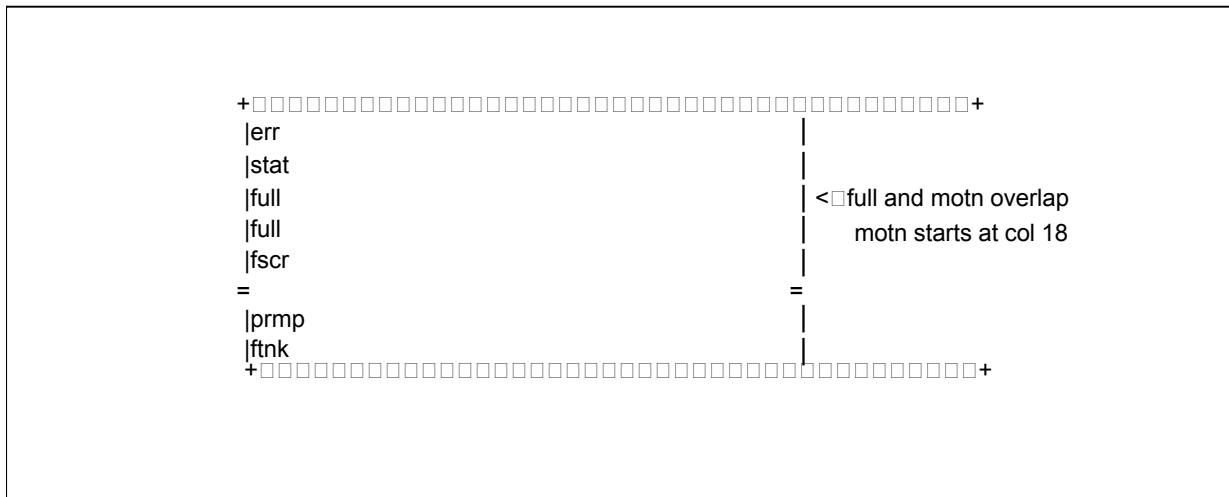 +□□□□□□□□□□□□□□□□□□□□□□□□□□□□□□□□□□□□□□□□+
|err |
|stat |
|full | <□full and motn overlap
|full | motn starts at col 18
|fscr |
= =
|prmp |
|ftnk |
+□□□□□□□□□□□□□□□□□□□□□□□□□□□□□□□□□□□□□□□□+